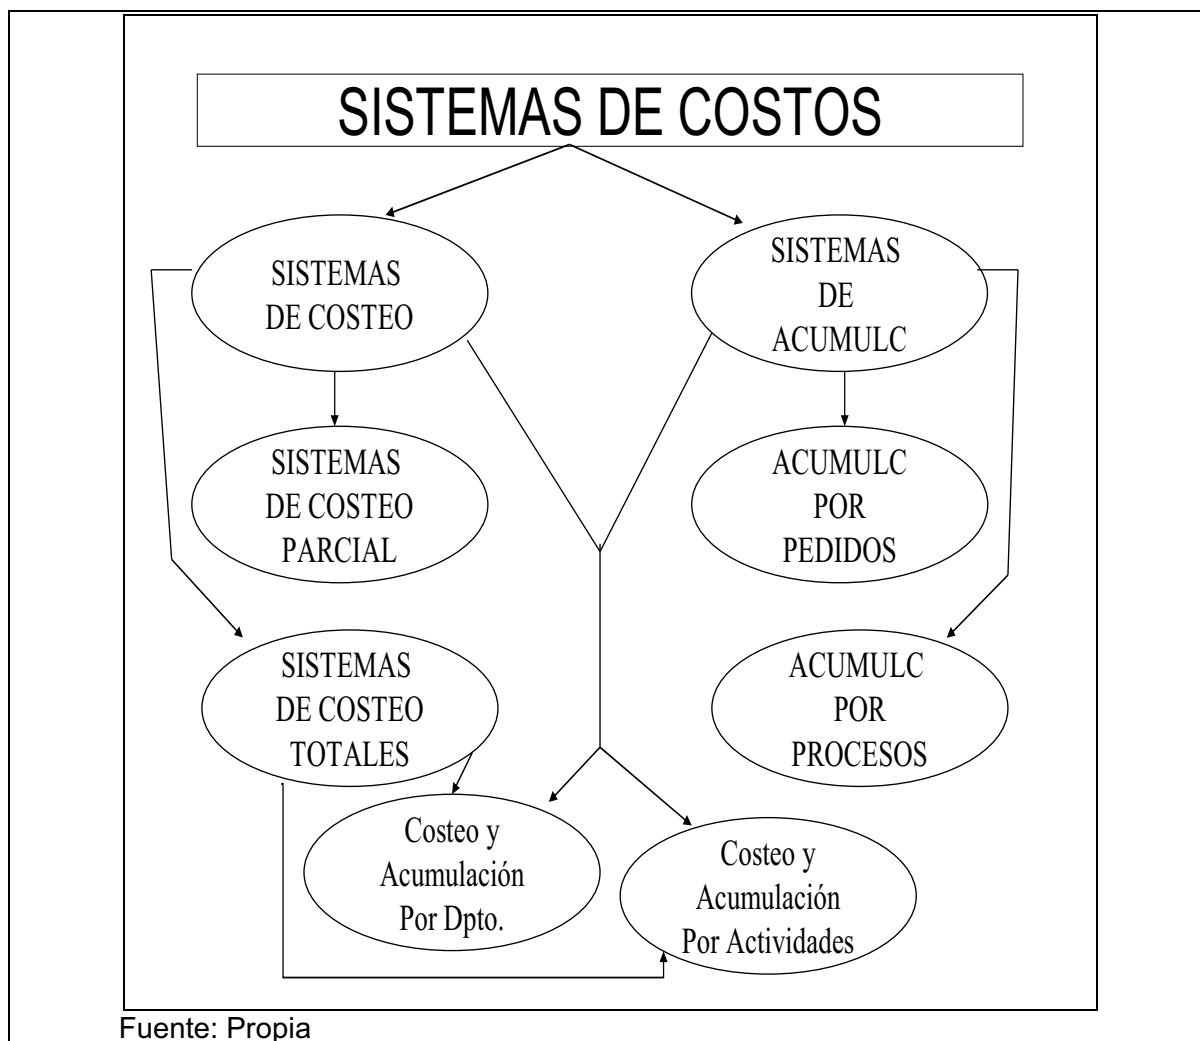 SISTEMAS DE COSTOS
SISTEMAS
DE COSTEO
SISTEMAS
DE
ACUMULC
SISTEMAS
DE COSTEO
PARCIAL
ACUMULC
POR
PEDIDOS
SISTEMAS
DE COSTEO
TOTALES
ACUMULC
POR
PROCESOS
Costeo y
Acumulación
Por Dpto.
Costeo y
Acumulación
Por Actividades
Fuente: Propia